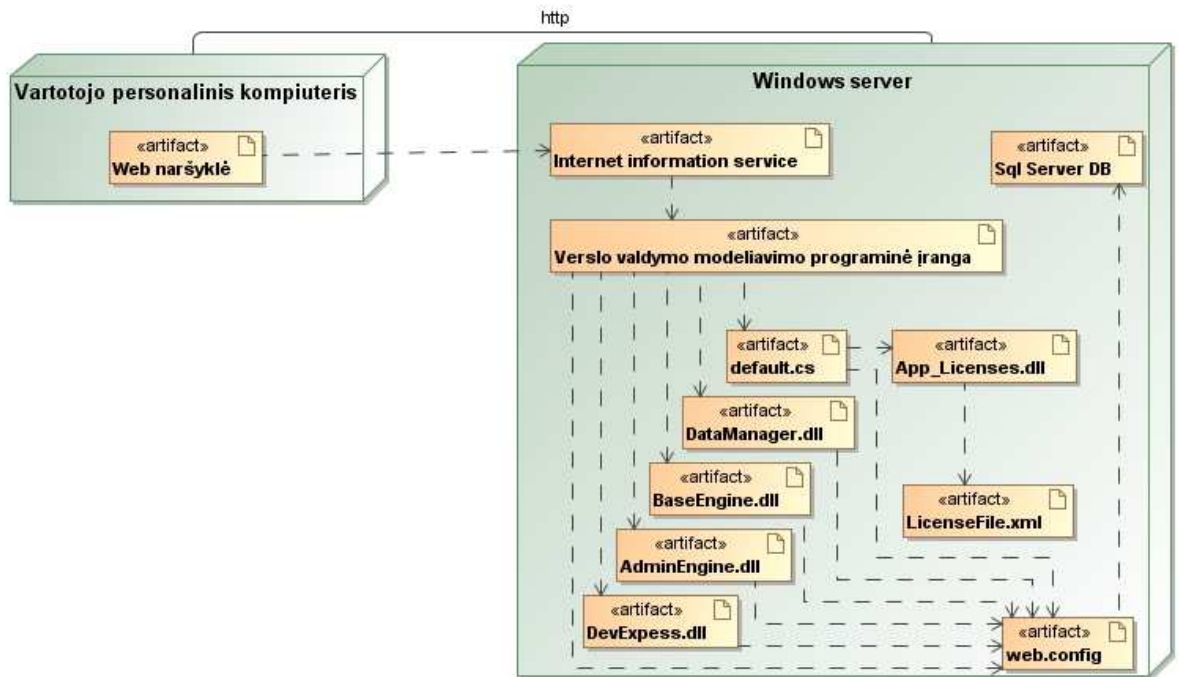 http
Vartotojo personalinis kompiuteris
«artifact»
Web naršyklė
Windows server
«artifact»
Internet information service
«artifact»
Sql Server DB
«artifact»
Verslo valdymo modeliavimo programinė įranga
«artifact»
default.cs
«artifact»
App_Licenses.dll
«artifact»
DataManager.dll
«artifact»
BaseEngine.dll
«artifact»
LicenseFile.xml
«artifact»
AdminEngine.dll
«artifact»
DevExpess.dll
«artifact»
web.config